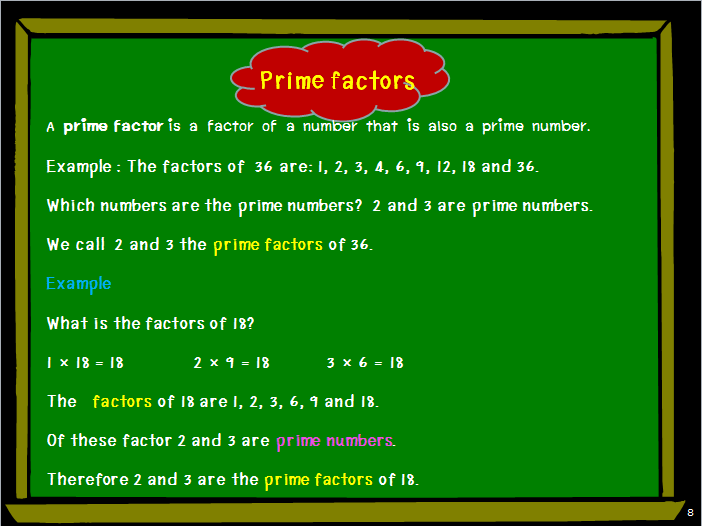 Prime factors
A prime factor is a factor of a number that is also a prime number.
Example : The factors of 36 are: 1, 2, 3, 4, 6, 9, 12, 18 and 36.
Which numbers are the prime numbers? 2 and 3 are prime numbers.
We call 2 and 3 the prime factors of 36.
Example
What is the factors of 18?
1 × 18 = 18 2 × 9 = 18 3 × 6 = 18
The factors of 18 are 1, 2, 3, 6, 9 and 18.
Of these factor 2 and 3 are prime numbers.
Therefore 2 and 3 are the prime factors of 18.
8